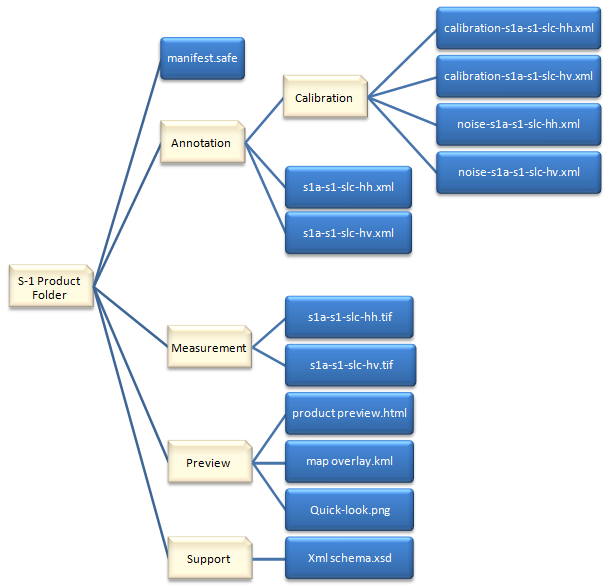 S-1 Product
Folder
manifest.safe
Annotation
Calibration
calibration-s1a-s1-slc-hh.xml
calibration-s1a-s1-slc-hv.xml
noise-s1a-s1-slc-hh.xml
noise-s1a-s1-slc-hv.xml
s1a-s1-slc-hh.xml
s1a-s1-slc-hv.xml
Measurement
s1a-s1-slc-hh.tif
s1a-s1-slc-hv.tif
Preview
product preview.html
map overlay.kml
Quick-look.png
Support
Xml schema.xsd